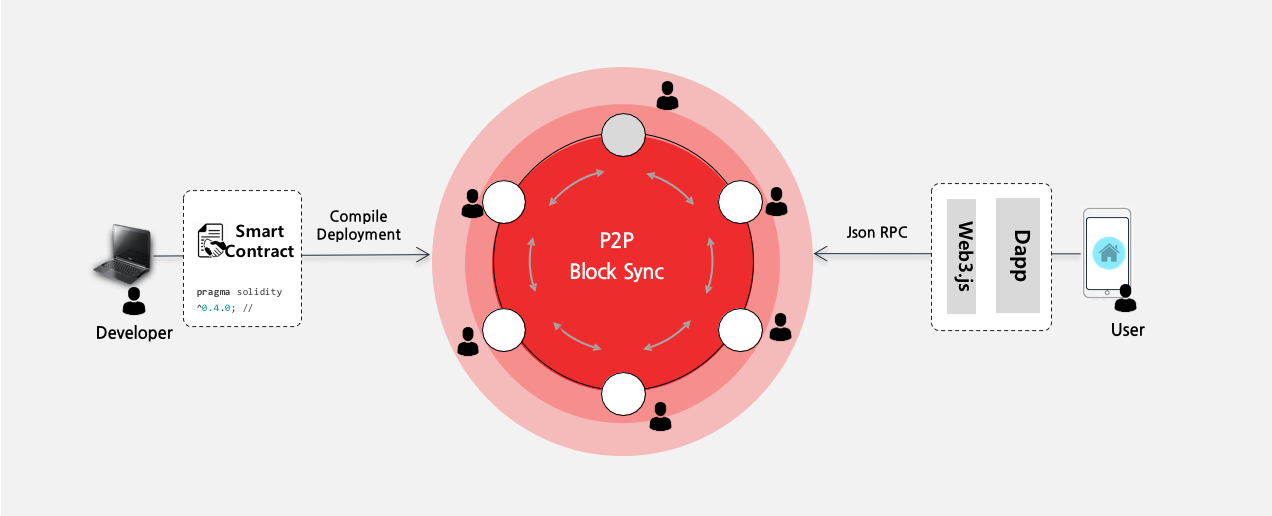 Smart
Contract
pragma solidity
^0.4.0; //
Developer
Compile
Deployment
P2P
Block Sync
Json RPC
Web3.js
Dapp
User